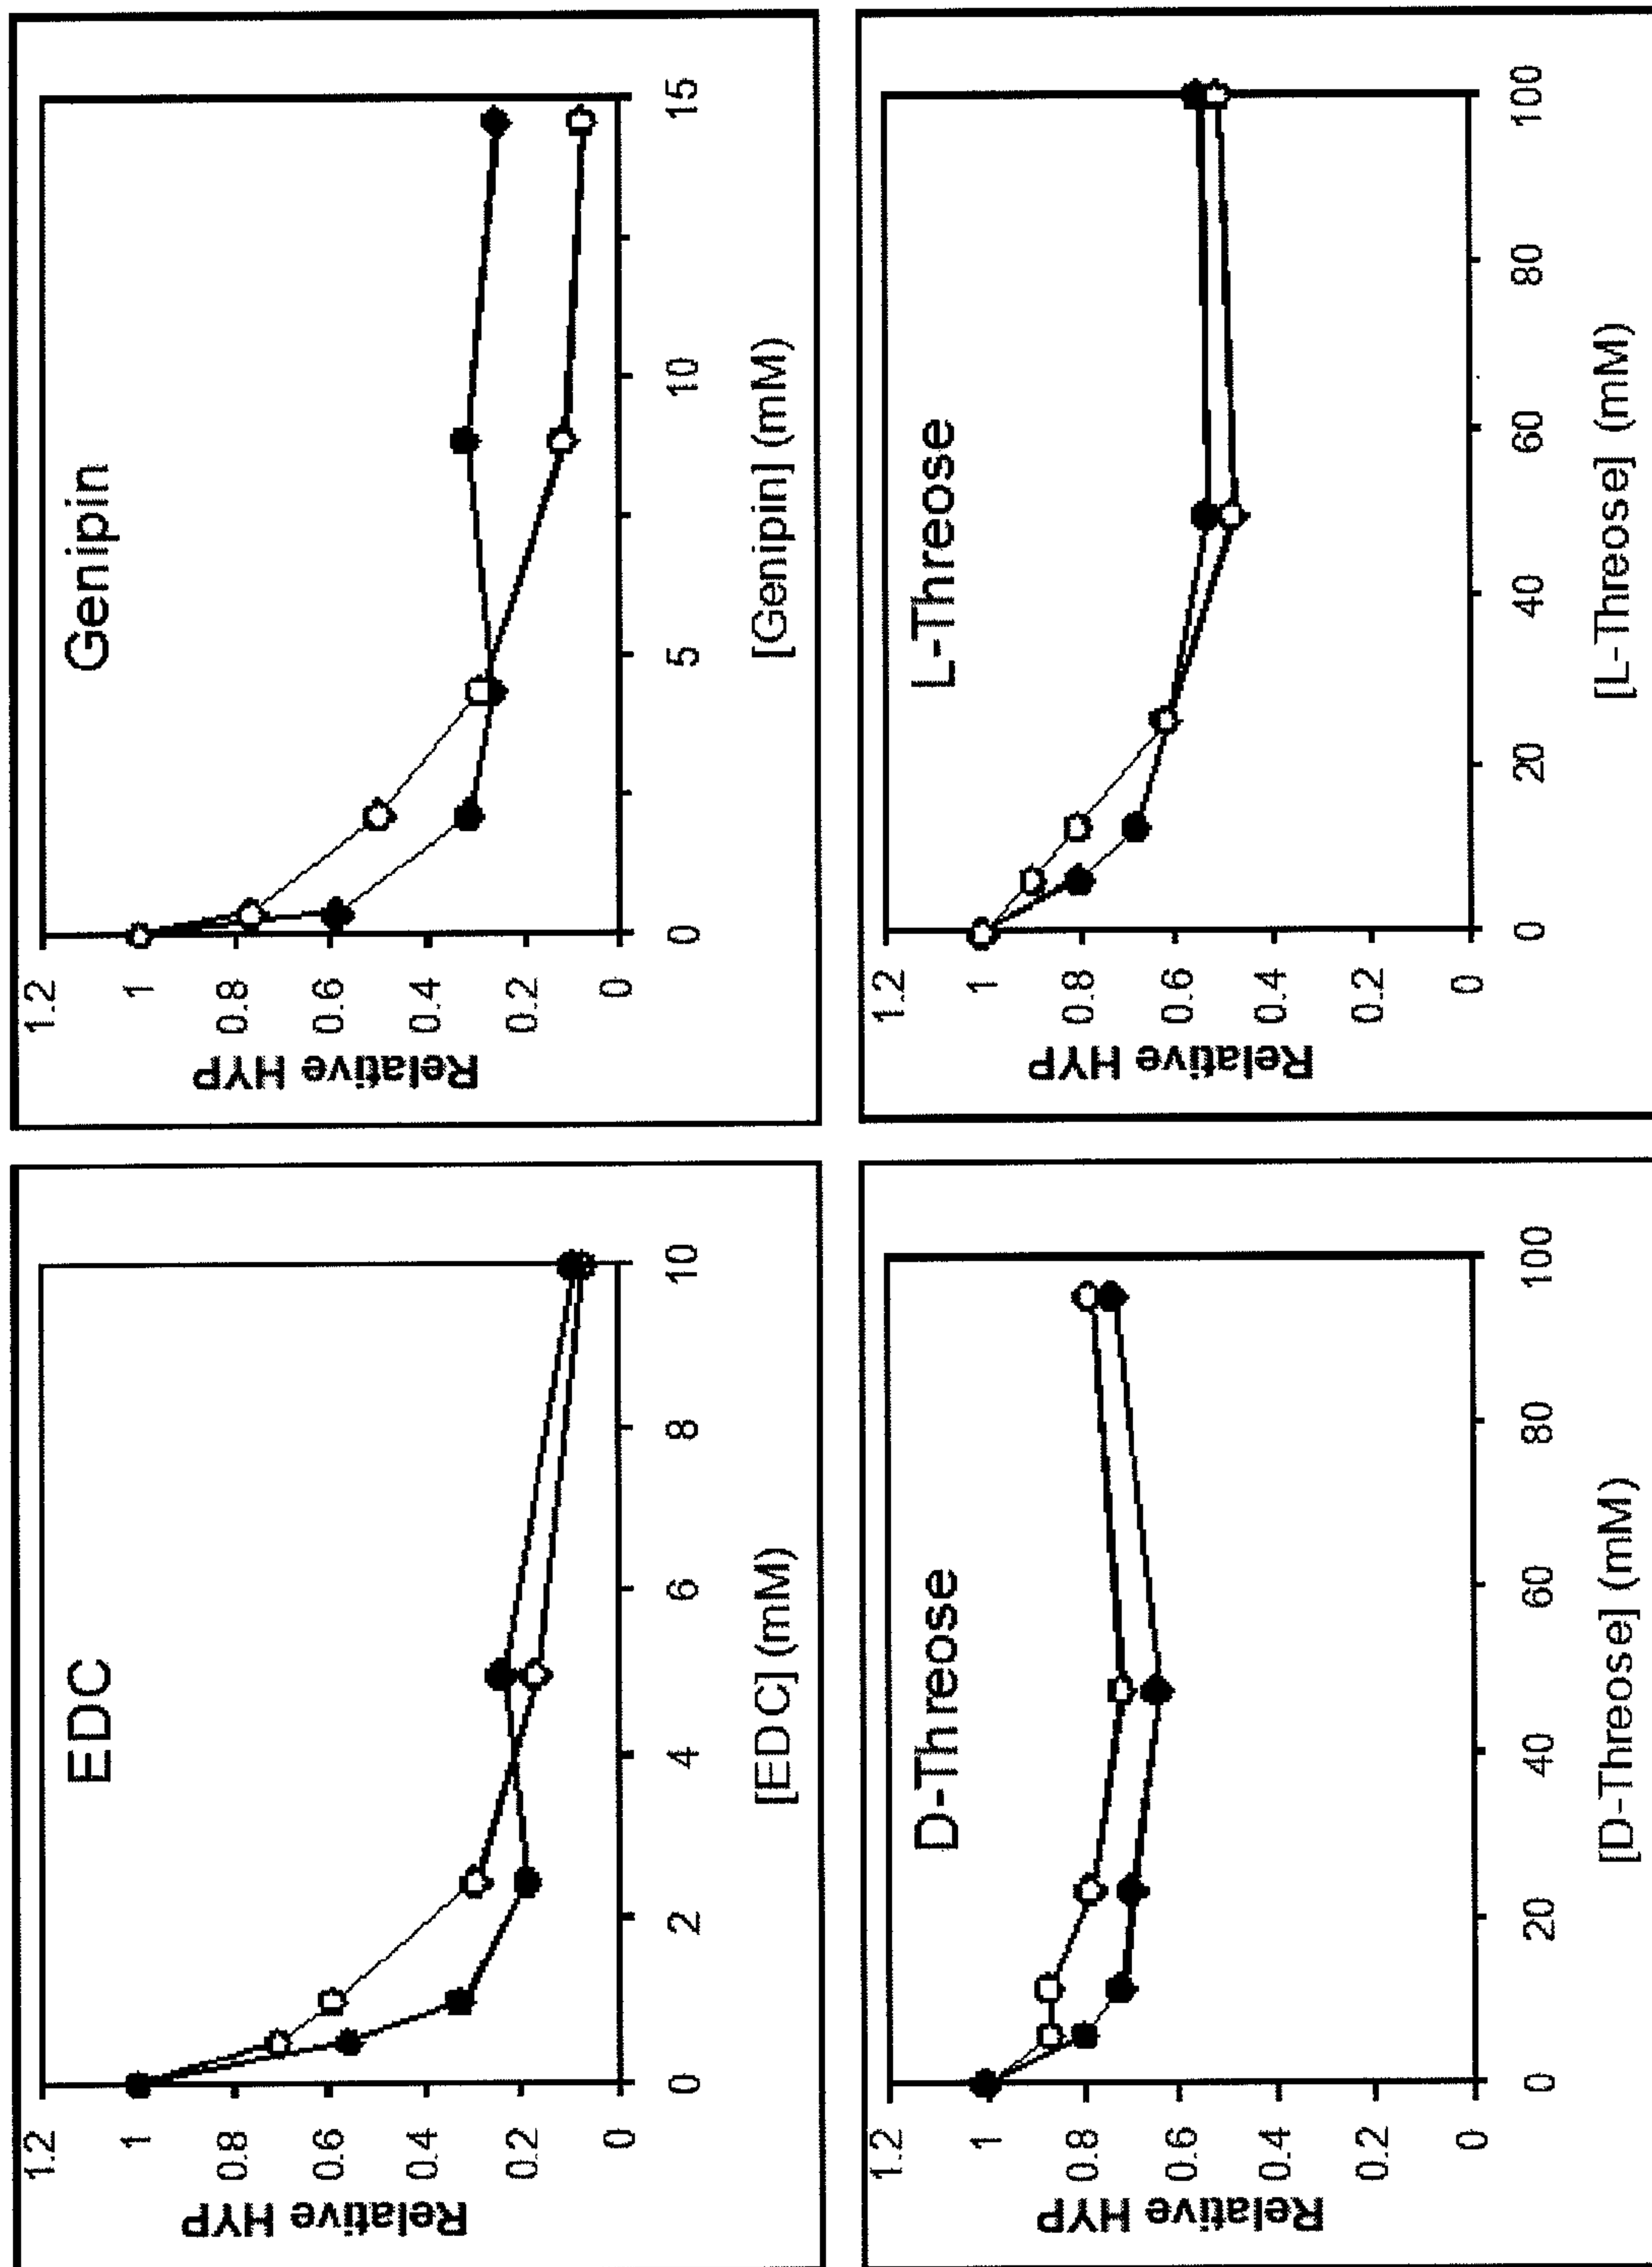 EDC
Relative HYP
1.2
1
0.8
0.6
0.4
0.2
0
0 2 4 6 8 10
[EDC] (mM)
Genipin
Relative HYP
1.2
1
0.8
0.6
0.4
0.2
0
0 5 10 15
[Genipin] (mM)
D-Threose
Relative HYP
1.2
1
0.8
0.6
0.4
0.2
0
0 20 40 60 80 100
[D-Threose] (mM)
L-Threose
Relative HYP
1.2
1
0.8
0.6
0.4
0.2
0
0 20 40 60 80 100
[L-Threose] (mM)